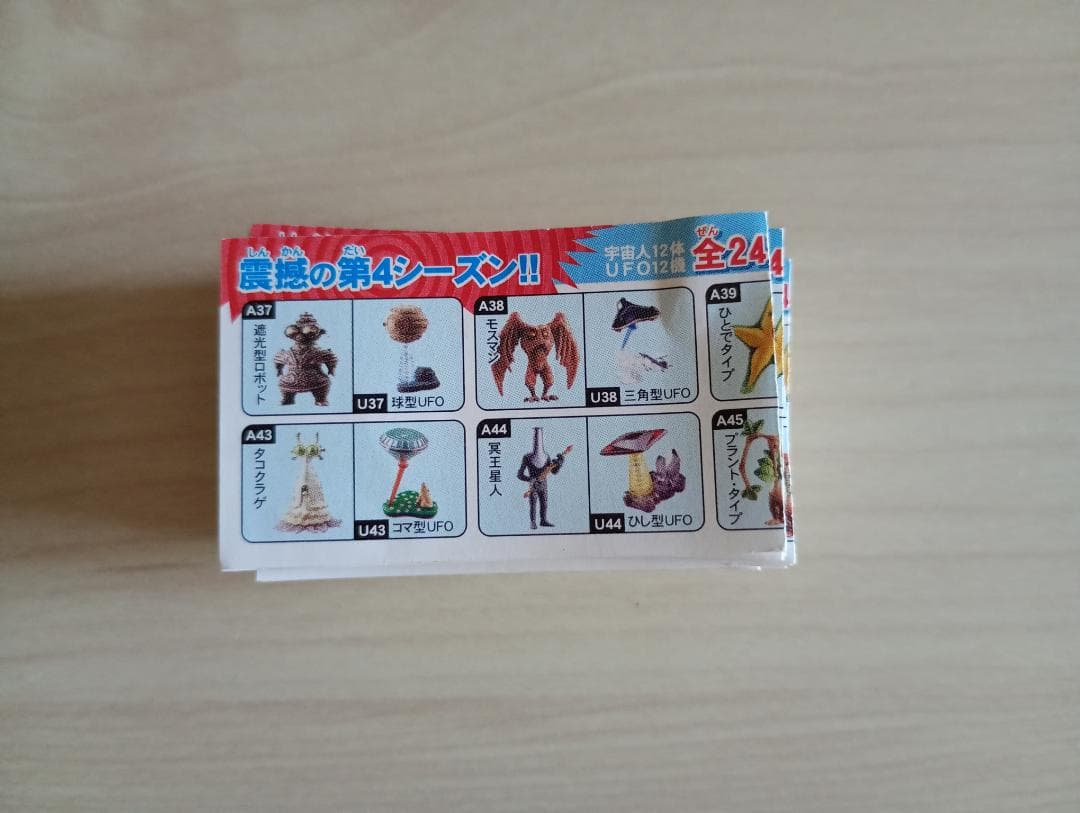 しん かん だい
震撼の第4シーズン!!
宇宙人12体
UFO12機
ぜん
全24
A37
遮光型ロボット
U37 球型UFO
A38
モスマン
U38 三角型UFO
A39
ひとでタイプ
A43
タコクラゲ
U43 コマ型UFO
A44
冥王星人
U44 ひし型UFO
A45
プラント・タイプ
4